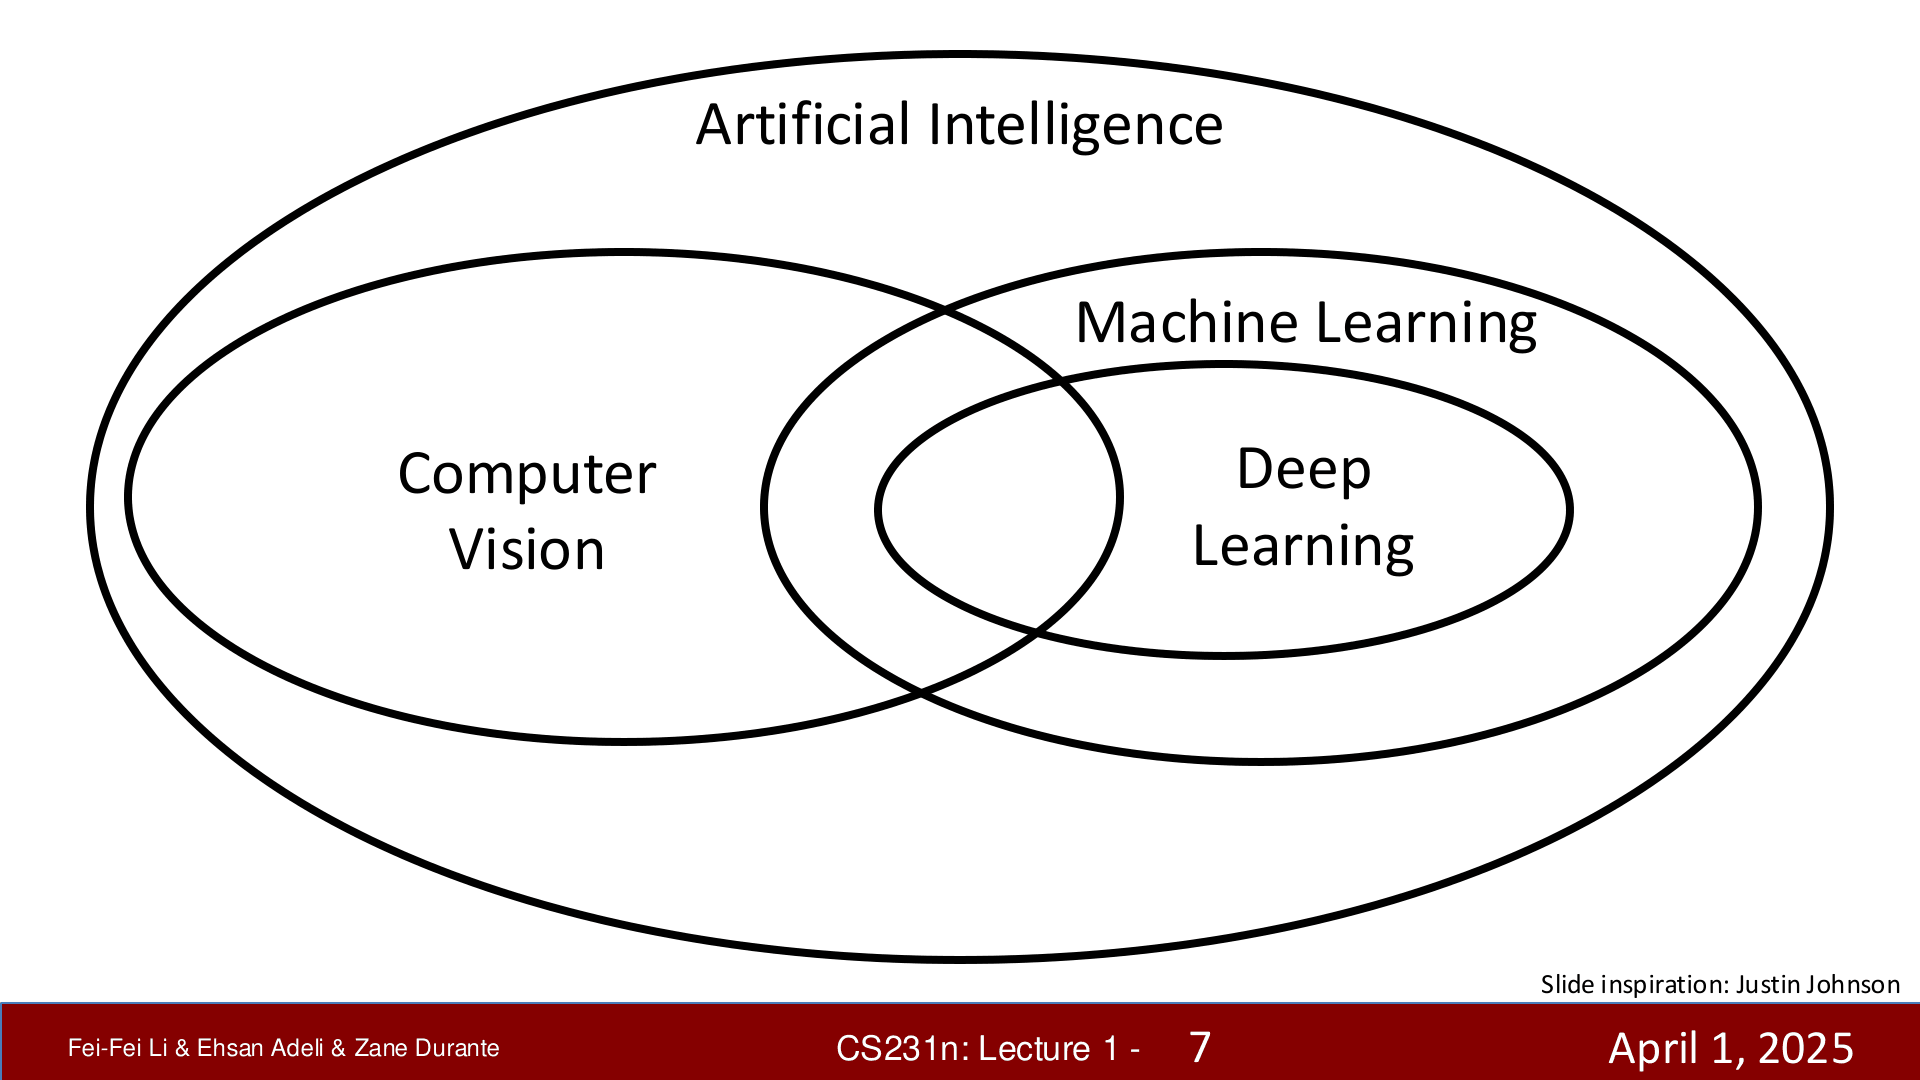 Artificial Intelligence
Machine Learning
Computer
Vision
Deep
Learning
Slide inspiration: Justin Johnson
Fei-Fei Li & Ehsan Adeli & Zane Durante
CS231n: Lecture 1 - 7
April 1, 2025